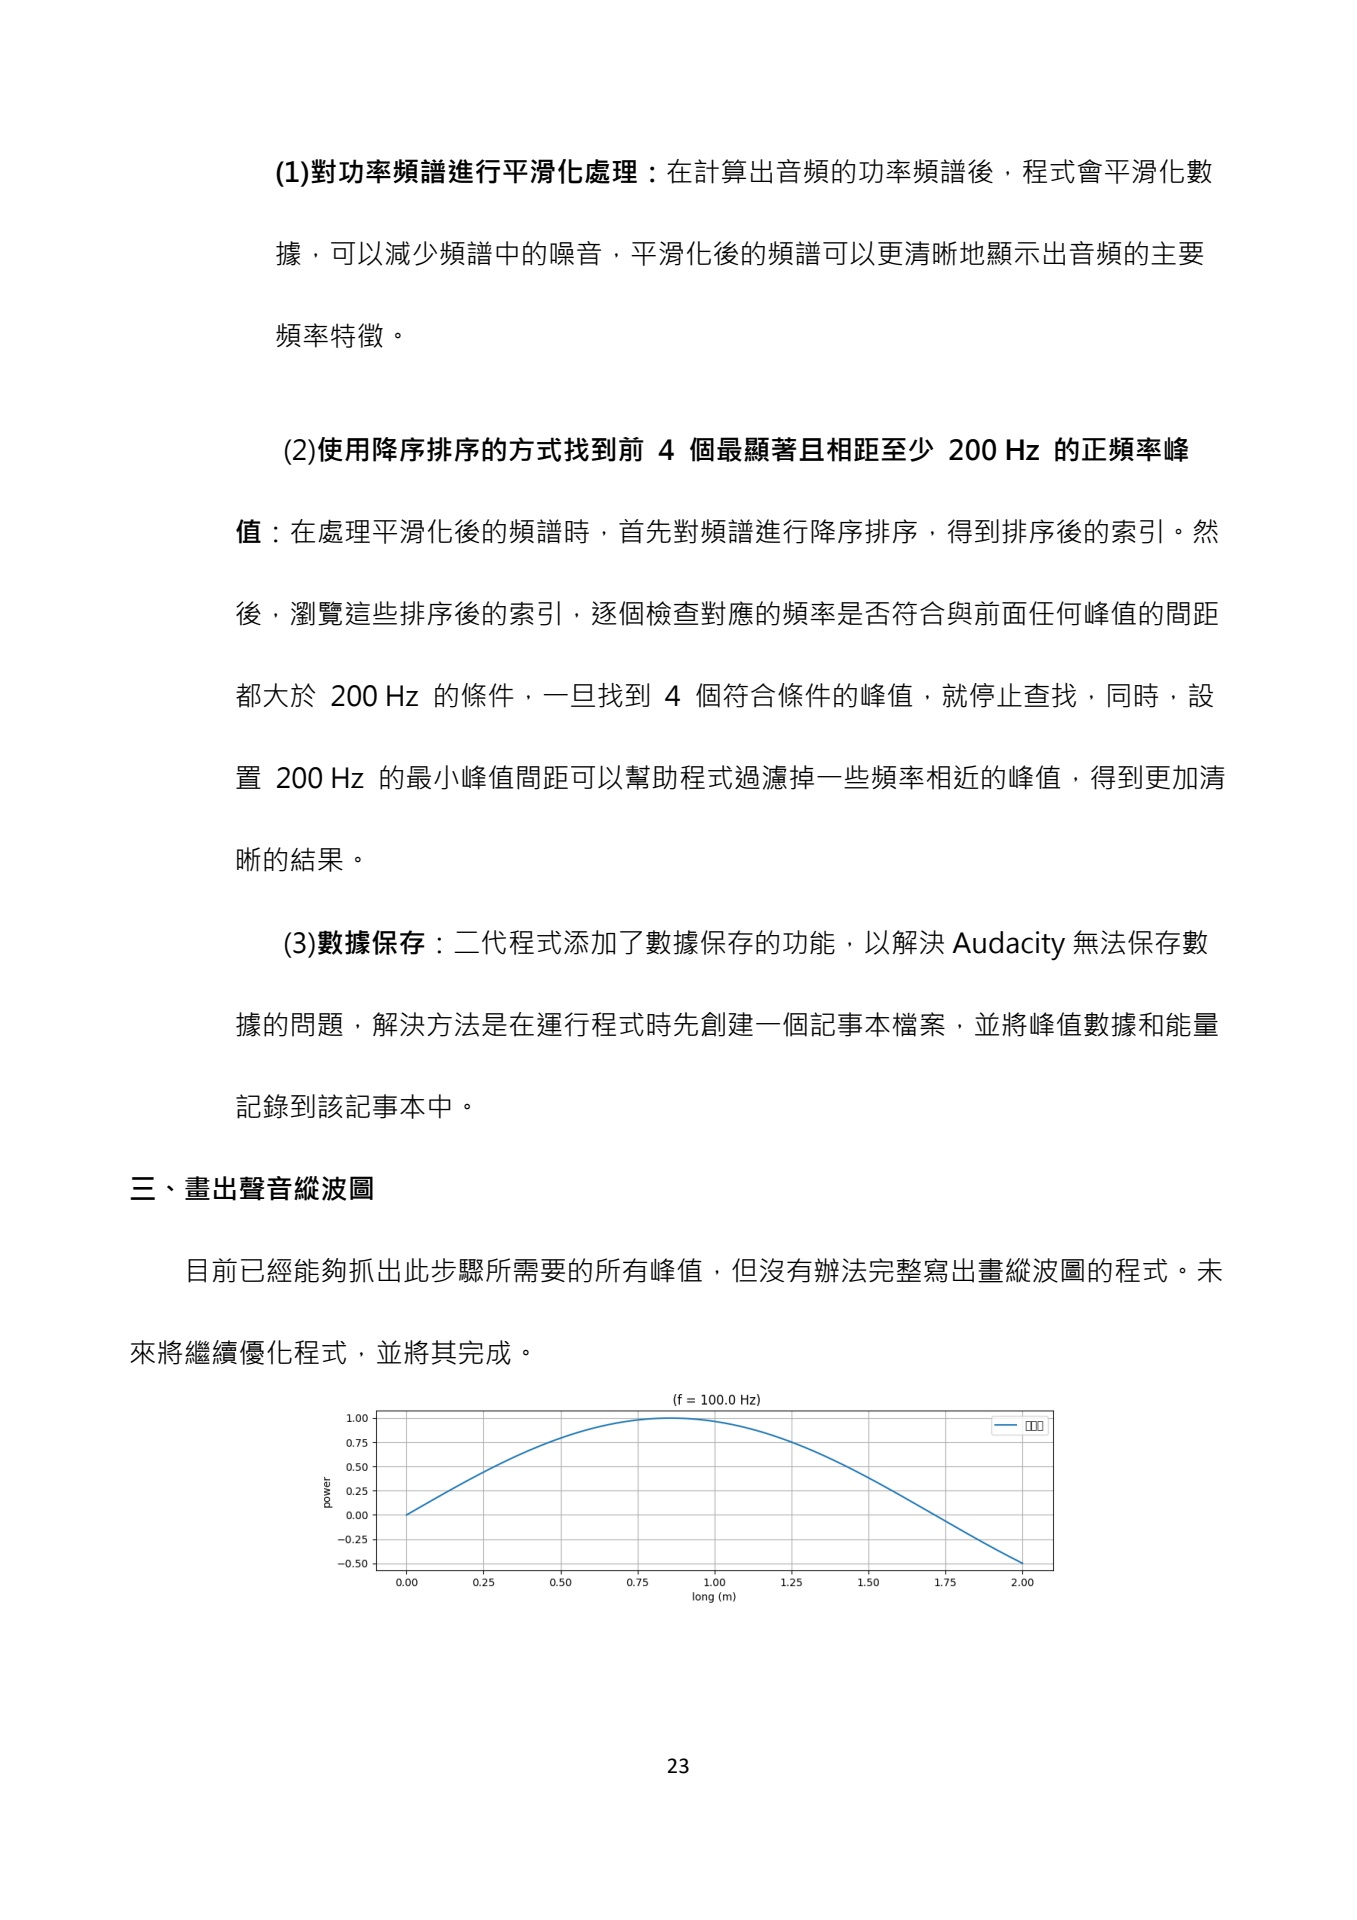 (1)對功率頻譜進行平滑化處理：在計算出音頻的功率頻譜後，程式會平滑化數
據，可以減少頻譜中的噪音，平滑化後的頻譜可以更清晰地顯示出音頻的主要
頻率特徵。
(2)使用降序排序的方式找到前 4 個最顯著且相距至少 200 Hz 的正頻率峰
值：在處理平滑化後的頻譜時，首先對頻譜進行降序排序，得到排序後的索引。然
後，瀏覽這些排序後的索引，逐個檢查對應的頻率是否符合與前面任何峰值的間距
都大於 200 Hz 的條件，一旦找到 4 個符合條件的峰值，就停止查找，同時，設
置 200 Hz 的最小峰值間距可以幫助程式過濾掉一些頻率相近的峰值，得到更加清
晰的結果。
(3)數據保存：二代程式添加了數據保存的功能，以解決 Audacity 無法保存數
據的問題，解決方法是在運行程式時先創建一個記事本檔案，並將峰值數據和能量
記錄到該記事本中。
三、畫出聲音縱波圖
目前已經能夠抓出此步驟所需要的所有峰值，但沒有辦法完整寫出畫縱波圖的程式。未
來將繼續優化程式，並將其完成。
(f = 100.0 Hz)
1.00
0.75
0.50
0.25
0.00
−0.25
−0.50
power
0.00 0.25 0.50 0.75 1.00 1.25 1.50 1.75 2.00
long (m)
23